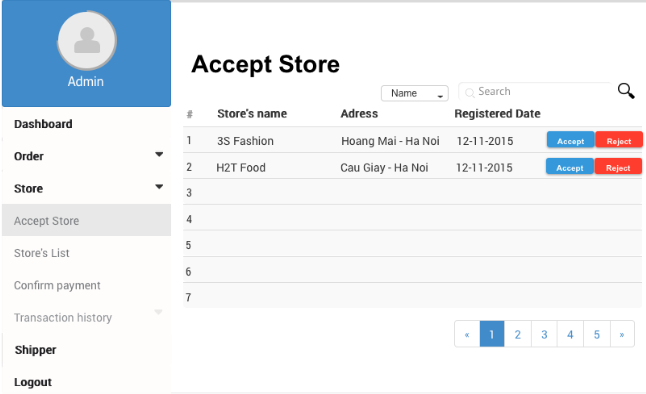 Admin
Dashboard
Order
Store
Accept Store
Store's List
Confirm payment
Transaction history
Shipper
Logout
Accept Store
Name
Search
# Store's name Adress Registered Date
1 3S Fashion Hoang Mai - Ha Noi 12-11-2015 Accept Reject
2 H2T Food Cau Giay - Ha Noi 12-11-2015 Accept Reject
3
4
5
6
7
« 1 2 3 4 5 »